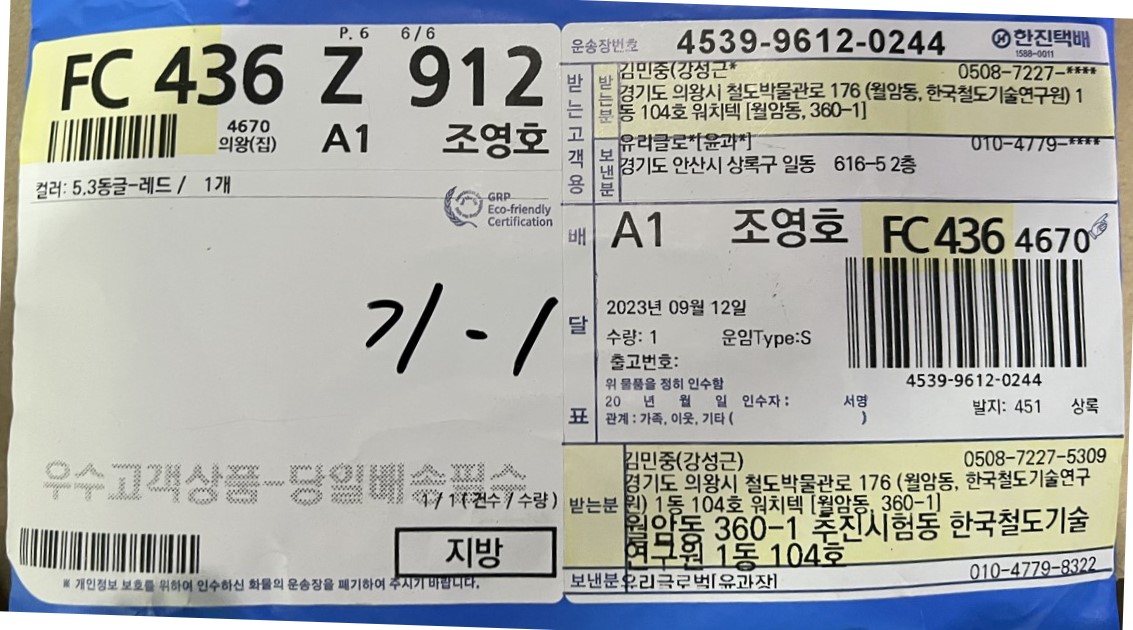 P. 6 6/6
FC 436 Z 912
4670
의왕(집) A1 조영호
컬러: 5.3동글-레드 / 1개
GRP
Eco-friendly
Certification
기-1
우수고객상품-당일배송필수
1 / 1 (건수 / 수량)
지방
※ 개인정보 보호를 위하여 인수하신 화물의 운송장을 폐기하여 주시기 바랍니다.
운송장번호 4539-9612-0244 한진택배
1588-0011
받는고객용
받는분
김민중(강성근* 0508-7227-****
경기도 의왕시 철도박물관로 176 (월암동, 한국철도기술연구원) 1
동 104호 워치텍 [월암동, 360-1]
보낸분
유리글로*[윤과*] 010-4779-****
경기도 안산시 상록구 일동 616-5 2층
배달표
A1 조영호 FC 436 4670
2023년 09월 12일
수량: 1 운임Type:S
출고번호:
위 물품을 정히 인수함
20 년 월 일 인수자 : 서명
관계 : 가족, 이웃, 기타 ( )
4539-9612-0244
발지: 451 상록
받는분
김민중(강성근) 0508-7227-5309
경기도 의왕시 철도박물관로 176 (월암동, 한국철도기술연구
원) 1동 104호 워치텍 [월암동, 360-1]
월암동 360-1 추진시험동 한국철도기술
연구원 1동 104호
보낸분 유리글로벌[윤과장] 010-4779-8322